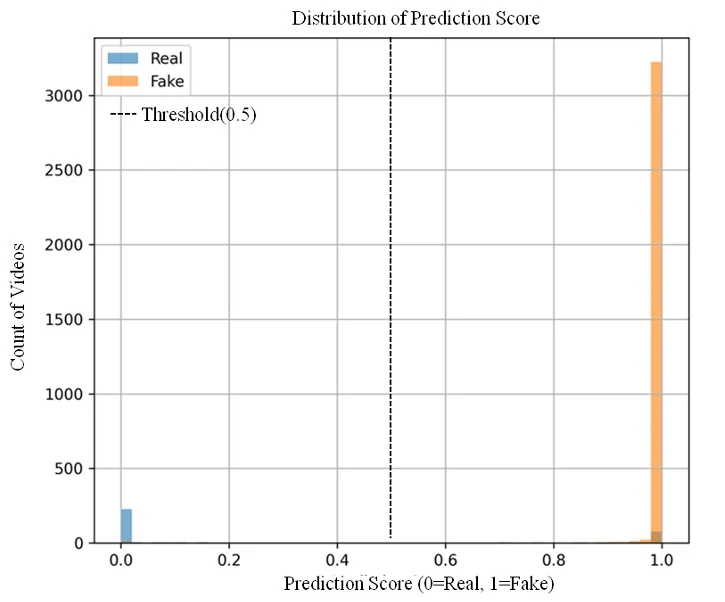 Distribution of Prediction Score
Real
Fake
Threshold(0.5)
3000
2500
2000
1500
1000
500
0
Count of Videos
0.0 0.2 0.4 0.6 0.8 1.0
Prediction Score (0=Real, 1=Fake)